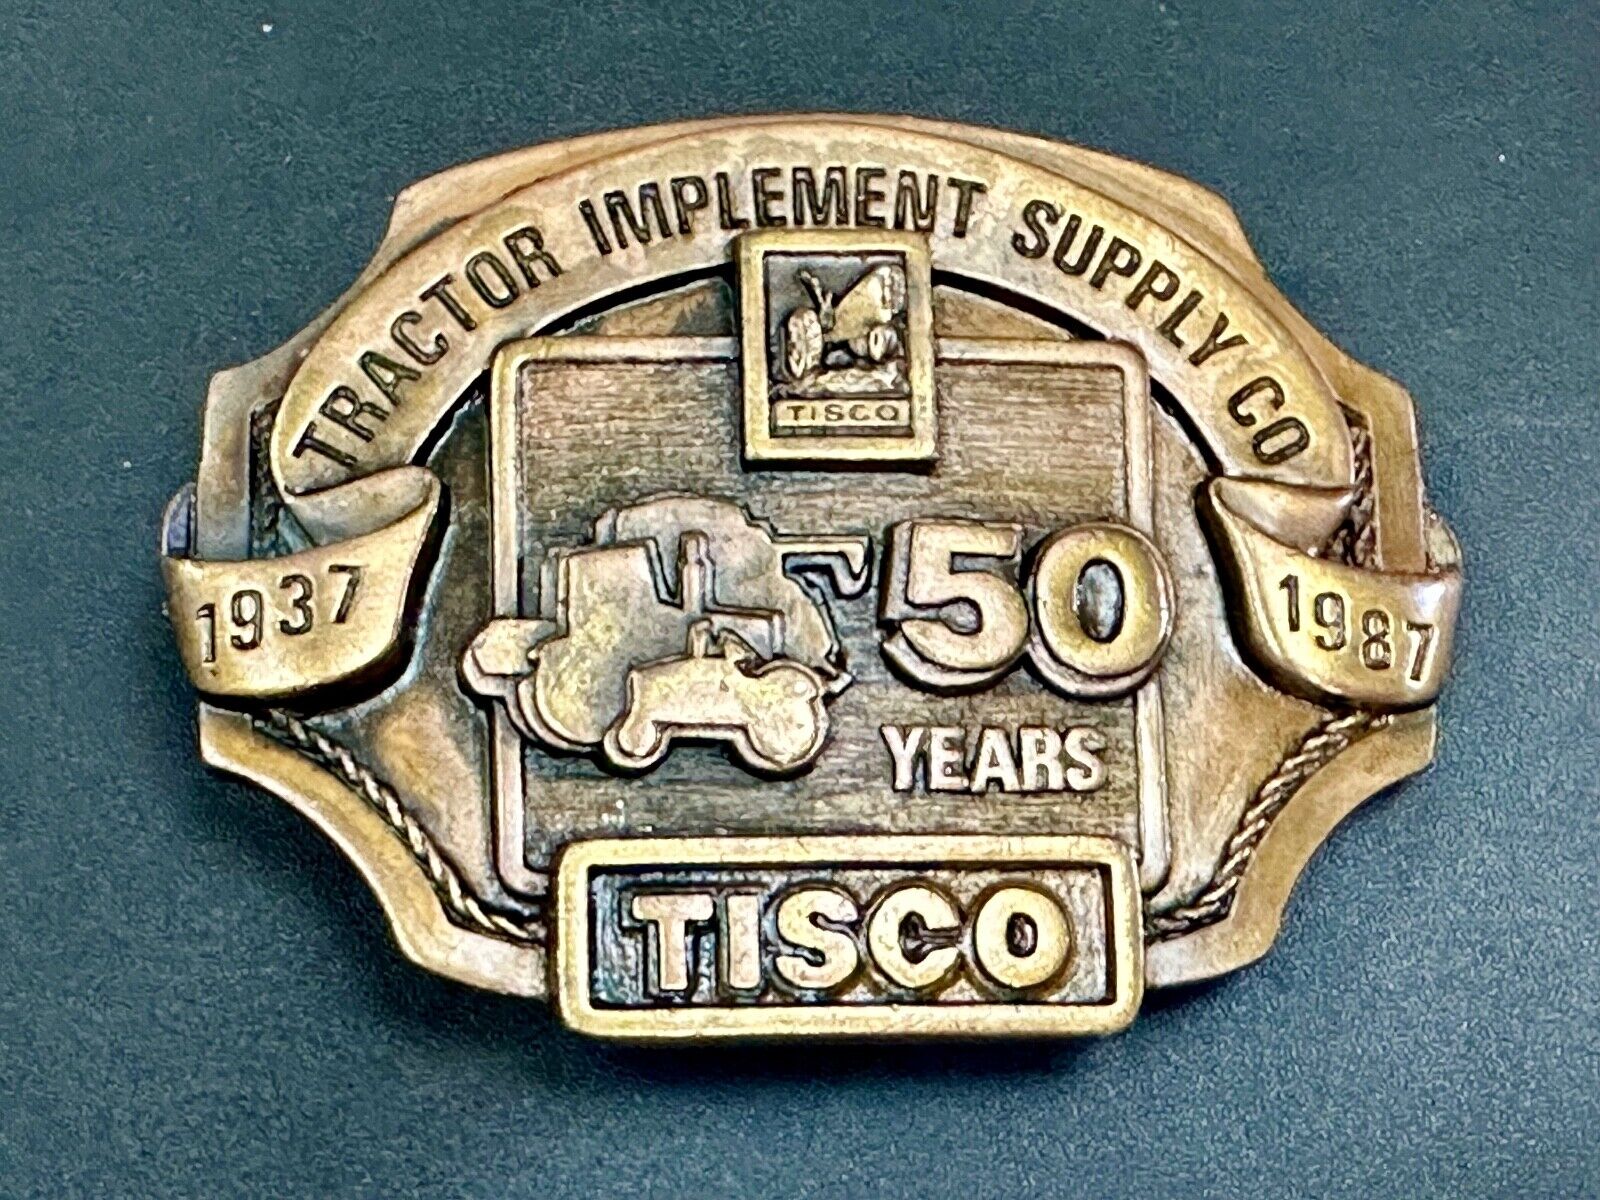 TRACTOR IMPLEMENT SUPPLY CO
TISCO
1937
50
1987
YEARS
TISCO